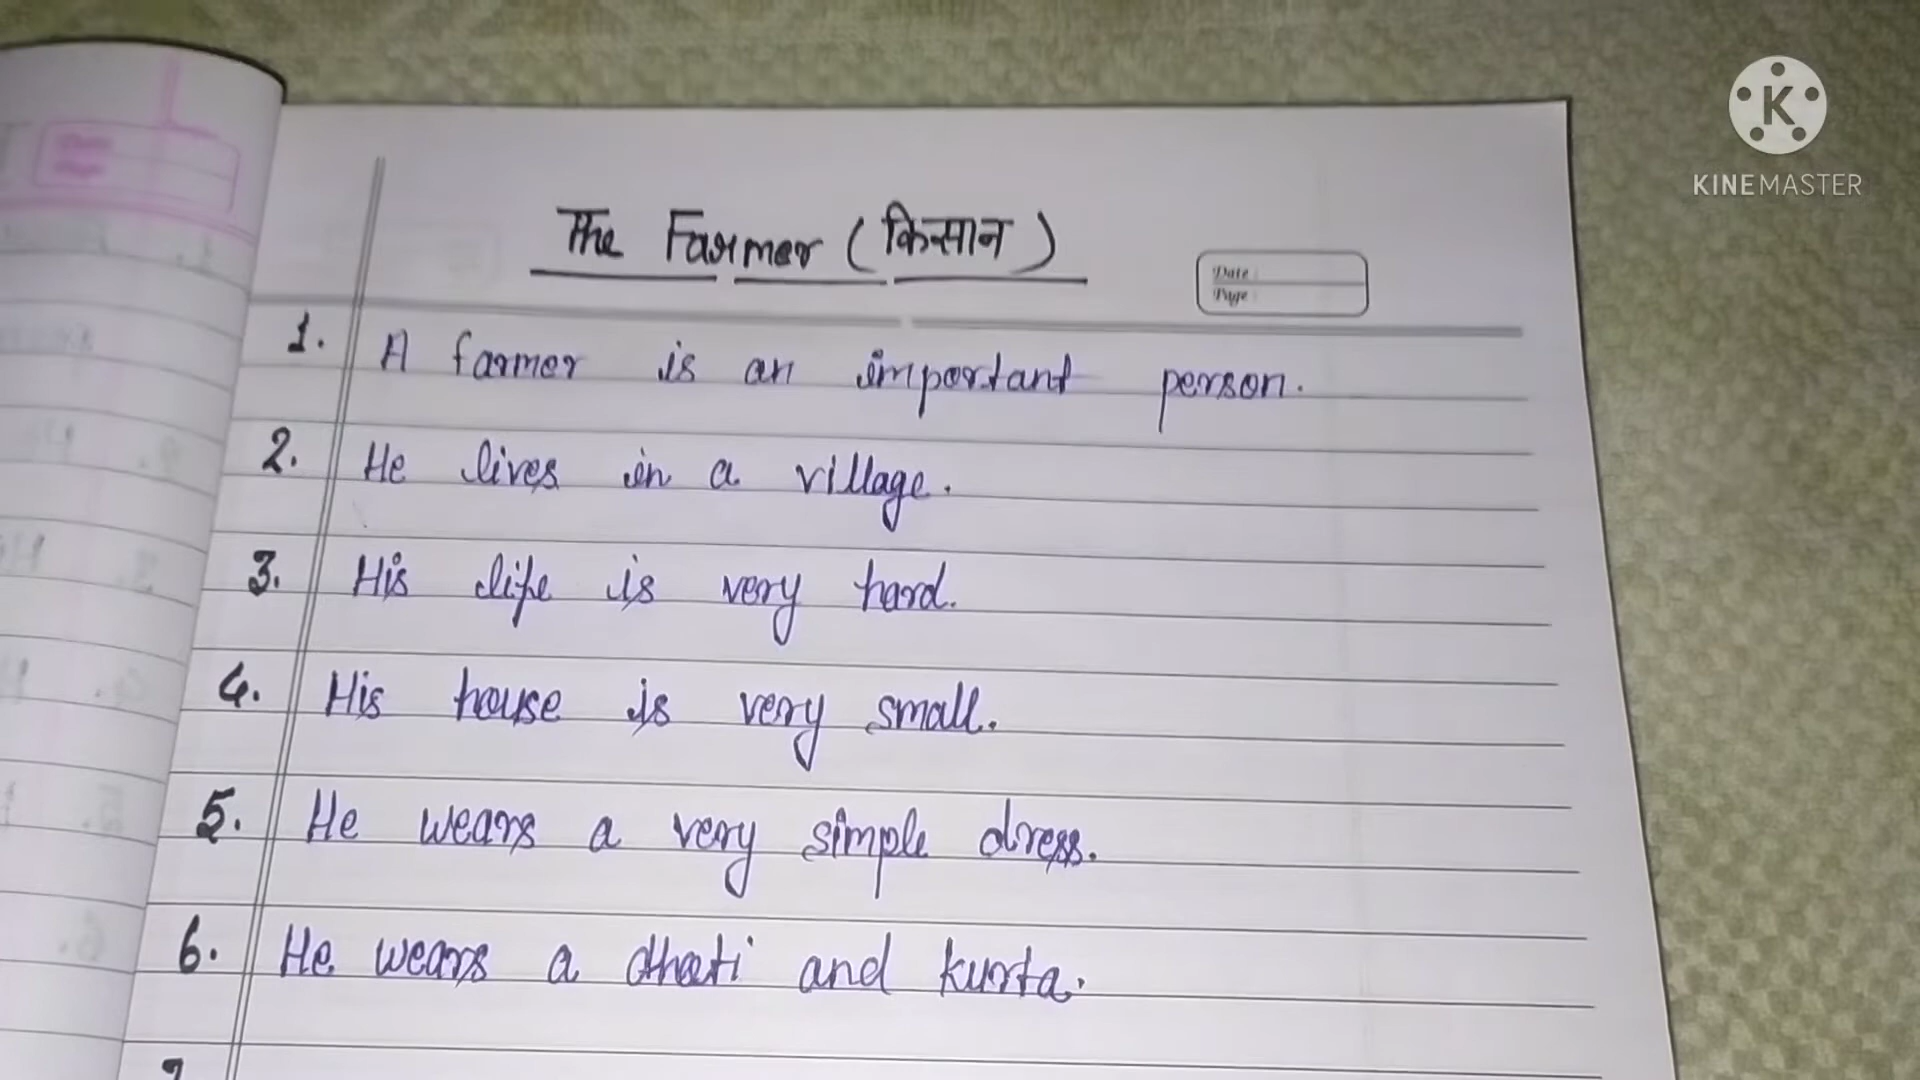 KINEMASTER
The Farmer (किसान)
Date
Page
1. A farmer is an important person.
2. He lives in a village.
3. His life is very hard.
4. His house is very small.
5. He wears a very simple dress.
6. He wears a dhoti and kurta.